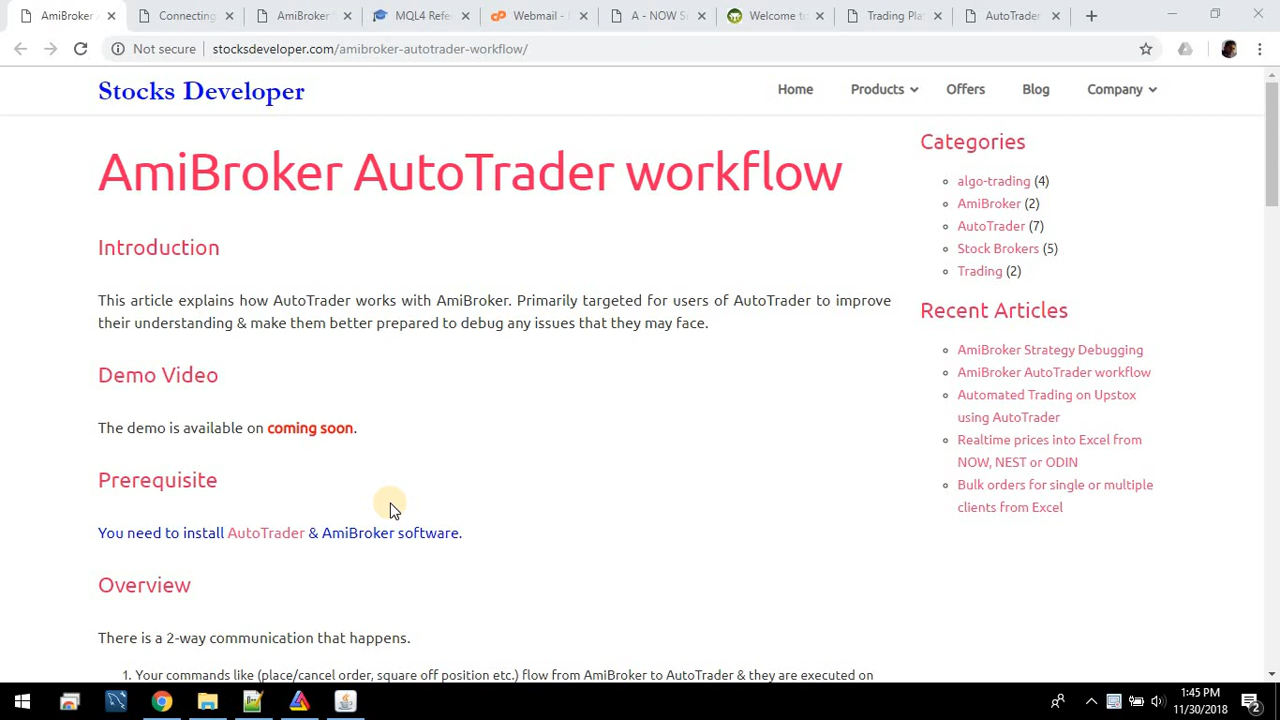 AmiBroker A
Connecting
AmiBroker
MQL4 Refe
Webmail -
A - NOW S
Welcome to
Trading Pla
AutoTrader
Not secure
stocksdeveloper.com/amibroker-autotrader-workflow/
Stocks Developer
Home
Products
Offers
Blog
Company
AmiBroker AutoTrader workflow
Introduction
This article explains how AutoTrader works with AmiBroker. Primarily targeted for users of AutoTrader to improve
their understanding & make them better prepared to debug any issues that they may face.
Demo Video
The demo is available on coming soon.
Prerequisite
You need to install AutoTrader & AmiBroker software.
Overview
There is a 2-way communication that happens.
1. Your commands like (place/cancel order, square off position etc.) flow from AmiBroker to AutoTrader & they are executed on
Categories
algo-trading (4)
AmiBroker (2)
AutoTrader (7)
Stock Brokers (5)
Trading (2)
Recent Articles
AmiBroker Strategy Debugging
AmiBroker AutoTrader workflow
Automated Trading on Upstox
using AutoTrader
Realtime prices into Excel from
NOW, NEST or ODIN
Bulk orders for single or multiple
clients from Excel
1:45 PM
11/30/2018
2